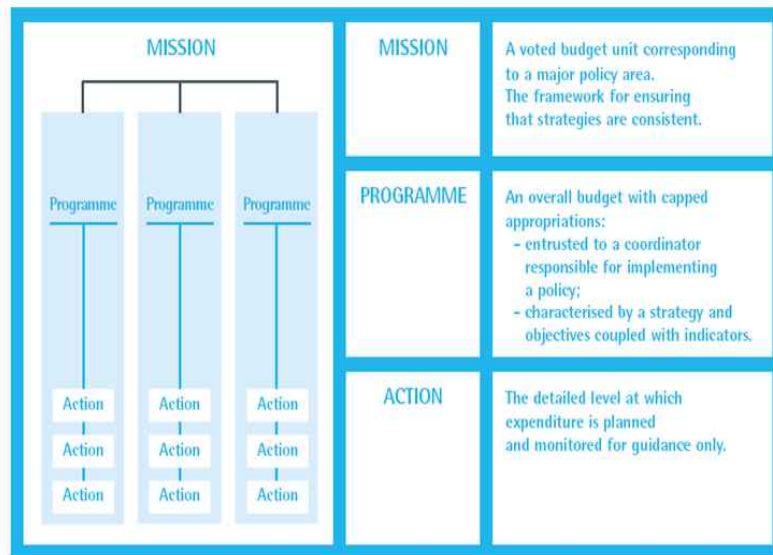 MISSION
Programme Programme Programme
Action Action Action
Action Action Action
Action Action Action
MISSION
A voted budget unit corresponding
to a major policy area.
The framework for ensuring
that strategies are consistent.
PROGRAMME
An overall budget with capped
appropriations:
- entrusted to a coordinator
responsible for implementing
a policy;
- characterised by a strategy and
objectives coupled with indicators.
ACTION
The detailed level at which
expenditure is planned
and monitored for guidance only.